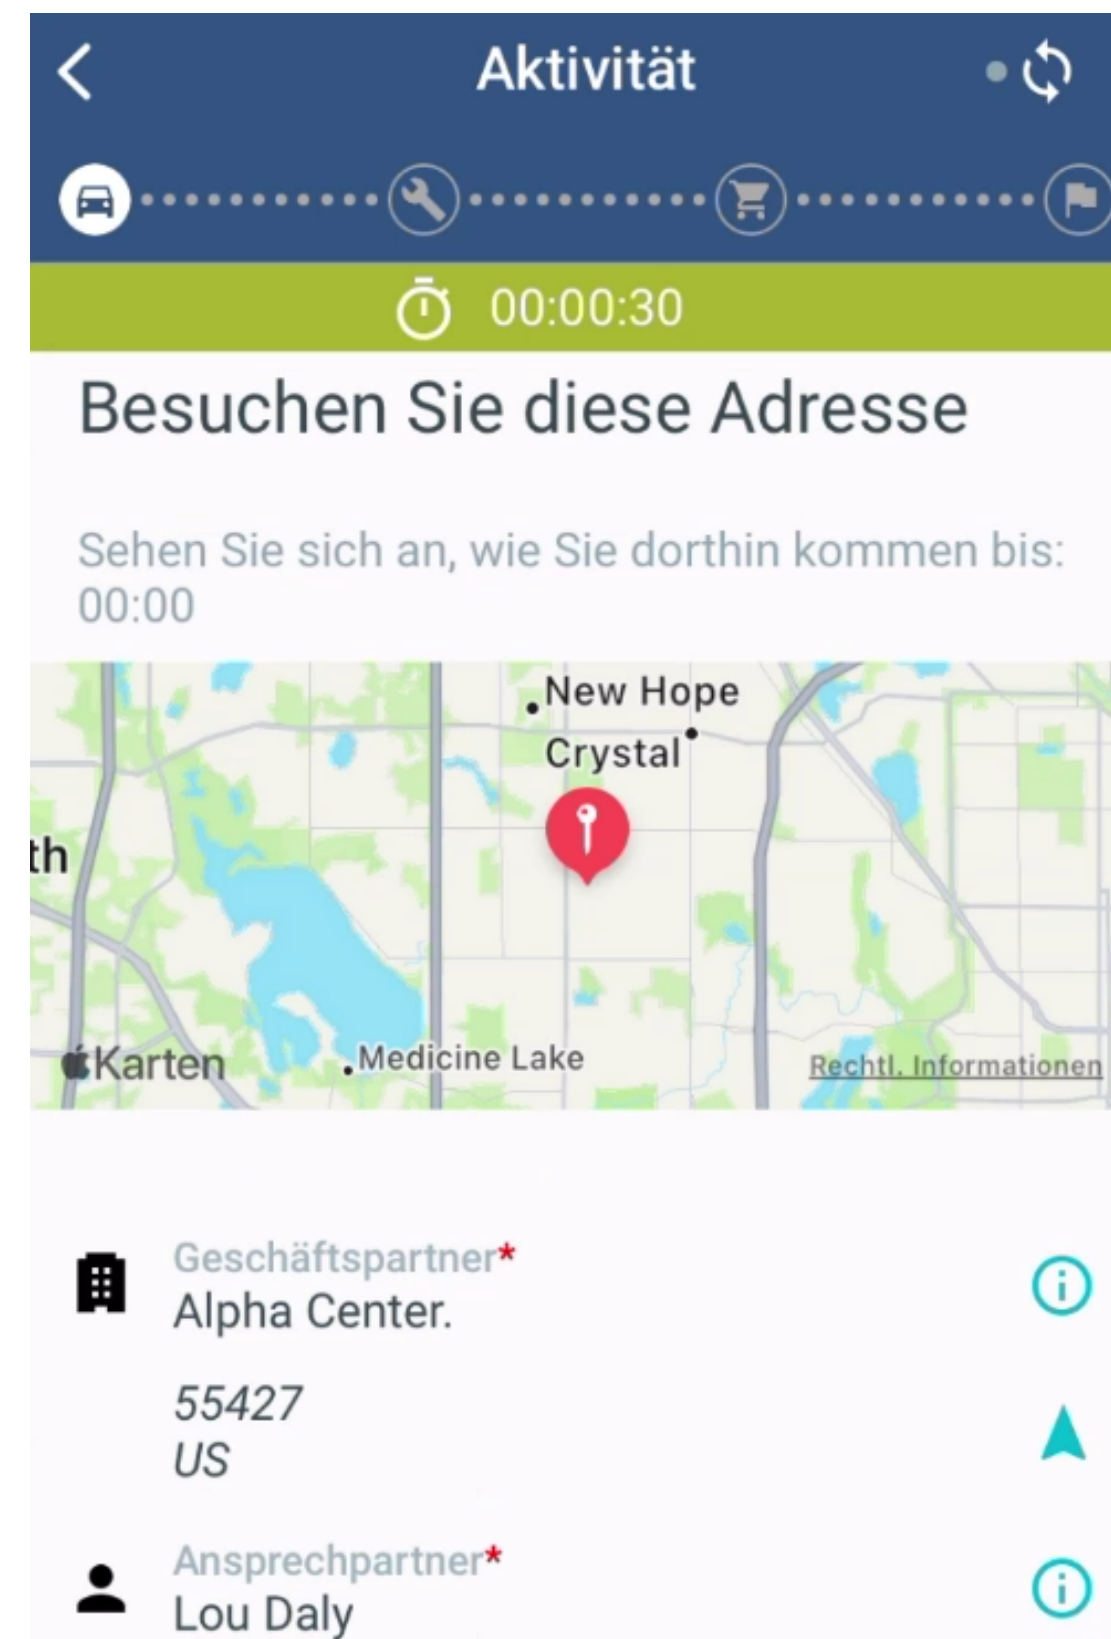 Aktivität
00:00:30
Besuchen Sie diese Adresse
Sehen Sie sich an, wie Sie dorthin kommen bis:
00:00
New Hope
Crystal
th
Karten
Medicine Lake
Rechtl. Informationen
Geschäftspartner*
Alpha Center.
55427
US
Ansprechpartner*
Lou Daly